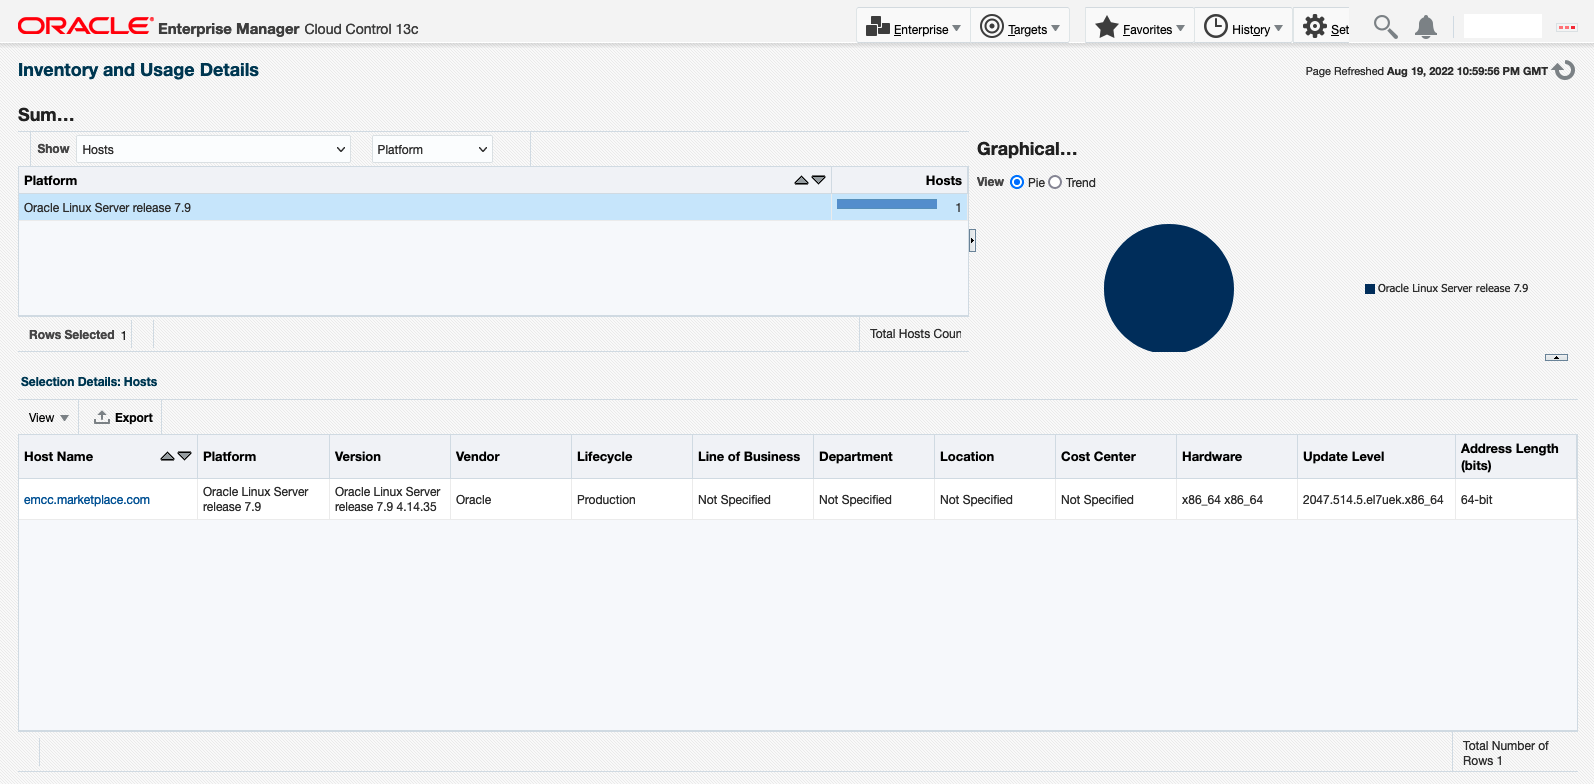 ORACLE Enterprise Manager Cloud Control 13c Enterprise Targets Favorites History Set
Inventory and Usage Details
Page Refreshed Aug 19, 2022 10:59:56 PM GMT
Sum...
Show Hosts Platform
Graphical...
Platform Hosts
View Pie Trend
Oracle Linux Server release 7.9 1
Oracle Linux Server release 7.9
Rows Selected 1 Total Hosts Coun
Selection Details: Hosts
View Export
Host Name Platform Version Vendor Lifecycle Line of Business Department Location Cost Center Hardware Update Level Address Length
(bits)
emcc.marketplace.com Oracle Linux Server Oracle Linux Server Oracle Production Not Specified Not Specified Not Specified Not Specified x86_64 x86_64 2047.514.5.el7uek.x86_64 64-bit
release 7.9 release 7.9 4.14.35
Total Number of
Rows 1